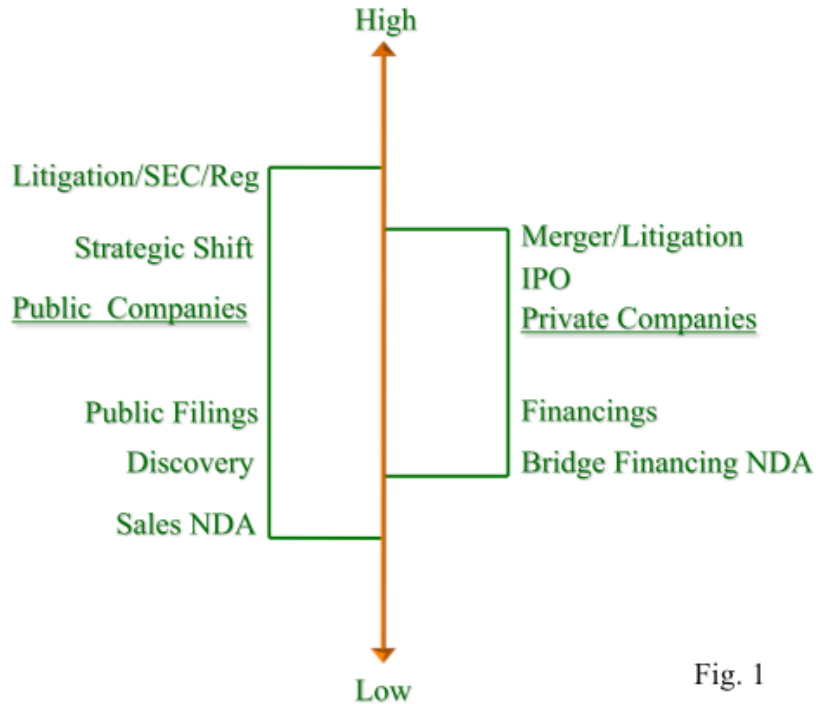 High
Litigation/SEC/Reg
Strategic Shift
Public Companies
Public Filings
Discovery
Sales NDA
Merger/Litigation
IPO
Private Companies
Financings
Bridge Financing NDA
Low
Fig. 1